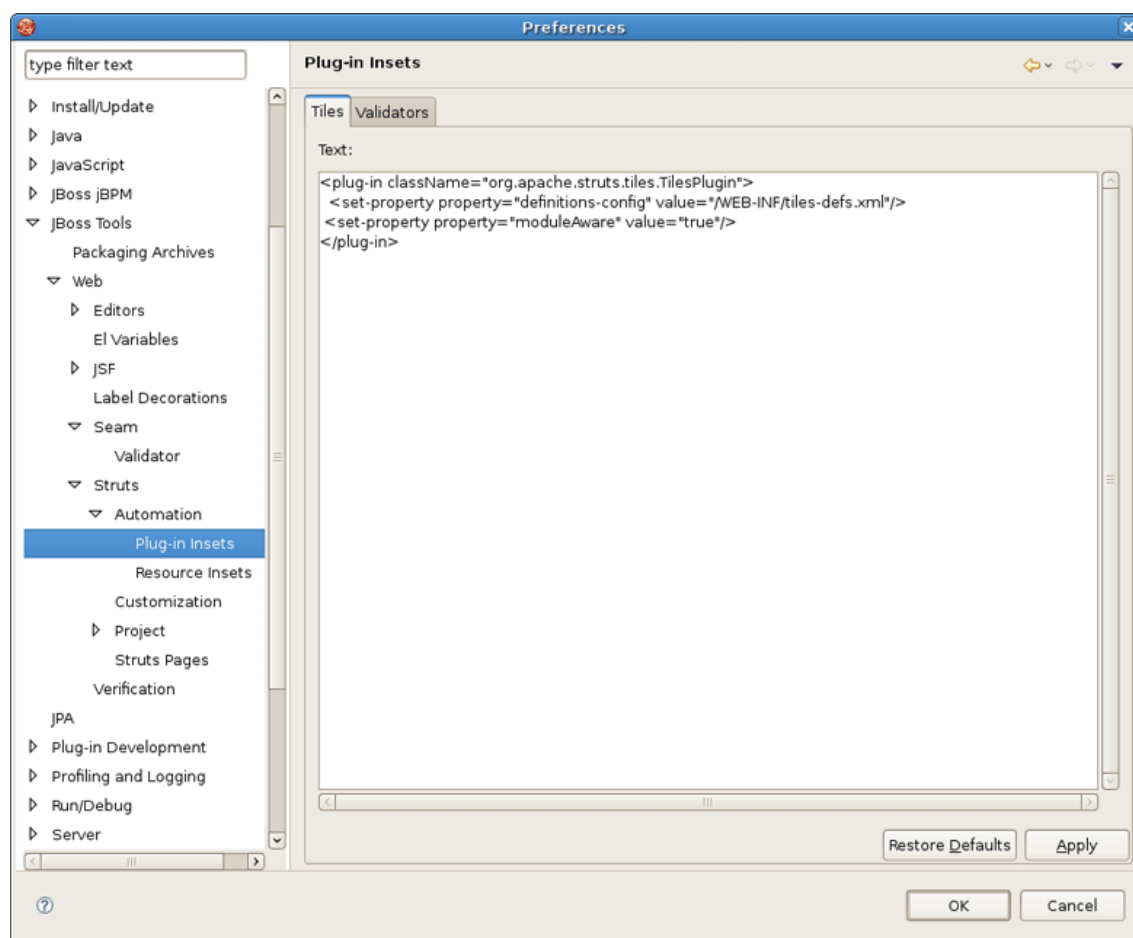 Preferences
type filter text
Install/Update
Java
JavaScript
JBoss jBPM
JBoss Tools
Packaging Archives
Web
Editors
El Variables
JSF
Label Decorations
Seam
Validator
Struts
Automation
Plug-in Insets
Resource Insets
Customization
Project
Struts Pages
Verification
JPA
Plug-in Development
Profiling and Logging
Run/Debug
Server
Plug-in Insets
Tiles Validators
Text:
<plug-in className="org.apache.struts.tiles.TilesPlugin">
<set-property property="definitions-config" value="/WEB-INF/tiles-defs.xml"/>
<set-property property="moduleAware" value="true"/>
</plug-in>
Restore Defaults Apply
OK Cancel